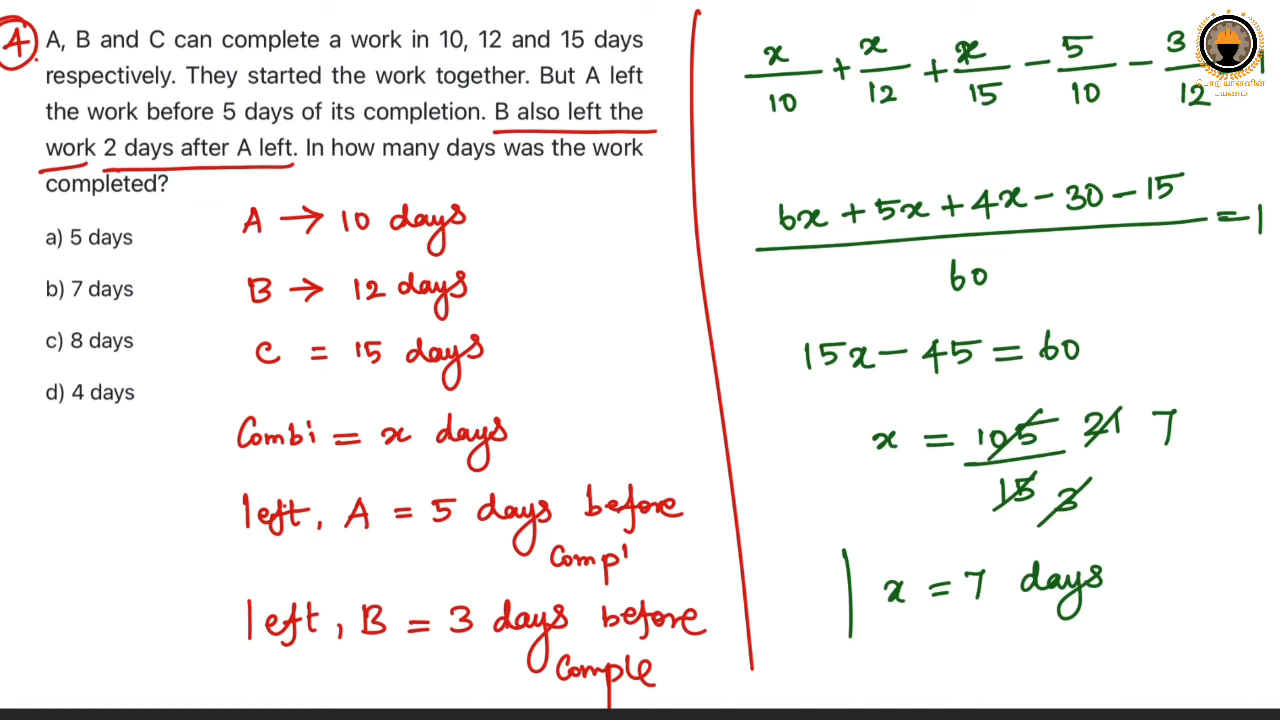 4 A, B and C can complete a work in 10, 12 and 15 days
respectively. They started the work together. But A left
the work before 5 days of its completion. B also left the
work 2 days after A left. In how many days was the work
completed?
a) 5 days
b) 7 days
c) 8 days
d) 4 days
A → 10 days
B → 12 days
C = 15 days
Combi = x days
left, A = 5 days before
comp'
left, B = 3 days before
Comple
x/10 + x/12 + x/15 - 5/10 - 3/12
6x + 5x + 4x - 30 - 15 / 60 = 1
15x - 45 = 60
x = 105/15 21/3 7
x = 7 days
பயணம்